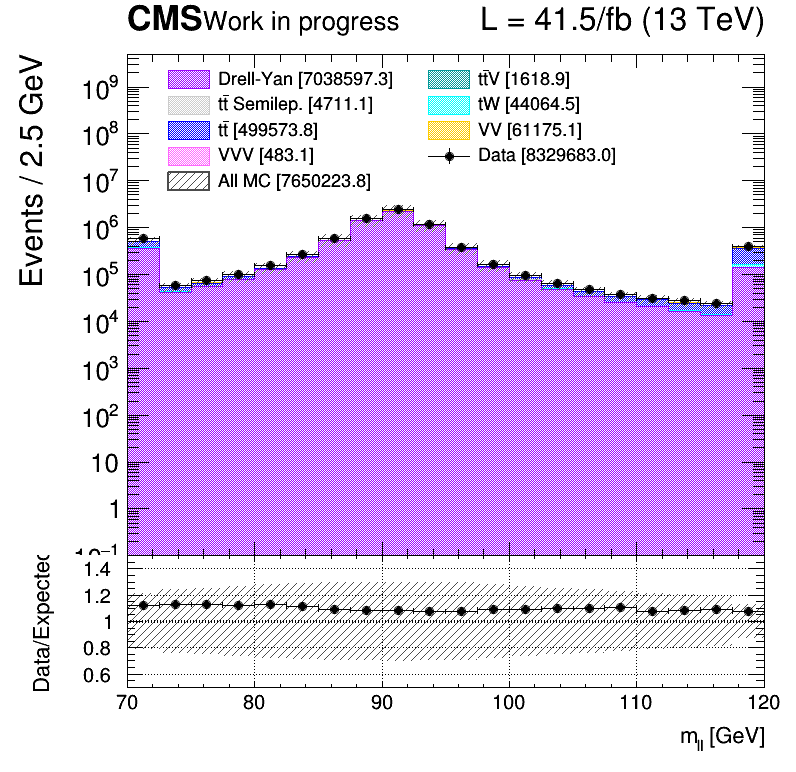 CMS Work in progress L = 41.5/fb (13 TeV)
Events / 2.5 GeV
Drell-Yan [7038597.3] tt̄V [1618.9]
tt̄ Semilep. [4711.1] tW [44064.5]
tt̄ [499573.8] VV [61175.1]
VVV [483.1] Data [8329683.0]
All MC [7650223.8]
10⁹
10⁸
10⁷
10⁶
10⁵
10⁴
10³
10²
10
1
10⁻¹
Data/Expected
1.4
1.2
1
0.8
0.6
70 80 90 100 110 120
m_ll [GeV]